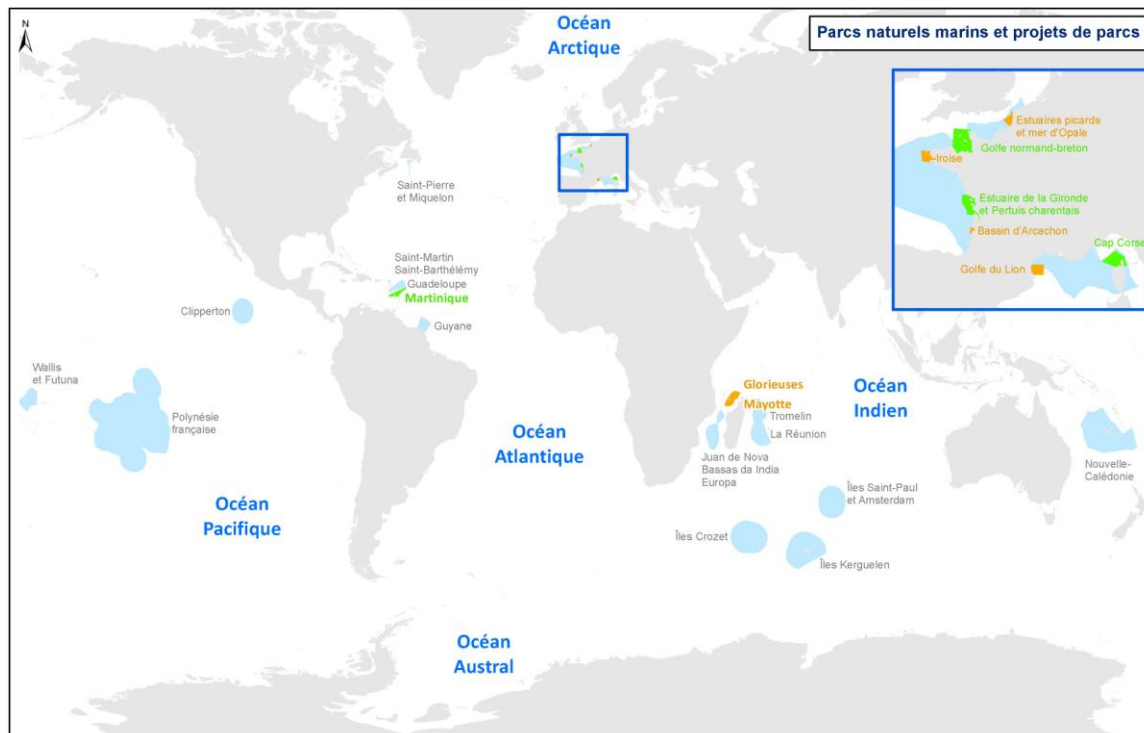 N
Océan
Arctique
Parcs naturels marins et projets de parcs
Estuaires picards
et mer d'Opale
Golfe normand-breton
Iroise
Estuaire de la Gironde
et Pertuis charentais
Bassin d'Arcachon
Cap Corse
Golfe du Lion
Saint-Pierre
et Miquelon
Saint-Martin
Saint-Barthélémy
Guadeloupe
Martinique
Clipperton
Guyane
Wallis
et Futuna
Polynésie
française
Océan
Pacifique
Océan
Atlantique
Glorieuses
Mayotte
Tromelin
La Réunion
Juan de Nova
Bassas da India
Europa
Océan
Indien
Nouvelle-
Calédonie
Îles Saint-Paul
et Amsterdam
Îles Crozet
Îles Kerguelen
Océan
Austral